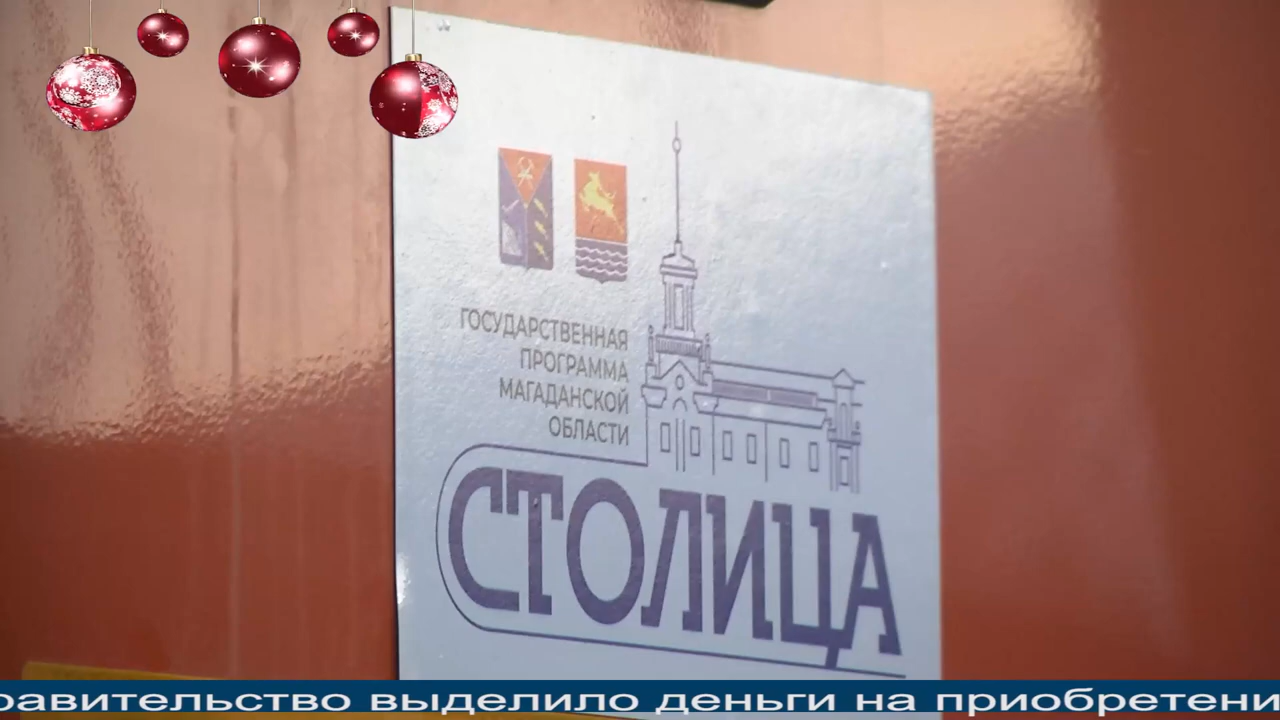 ГОСУДАРСТВЕННАЯ
ПРОГРАММА
МАГАДАНСКОЙ
ОБЛАСТИ
СТОЛИЦА
равительство выделило деньги на приобретени